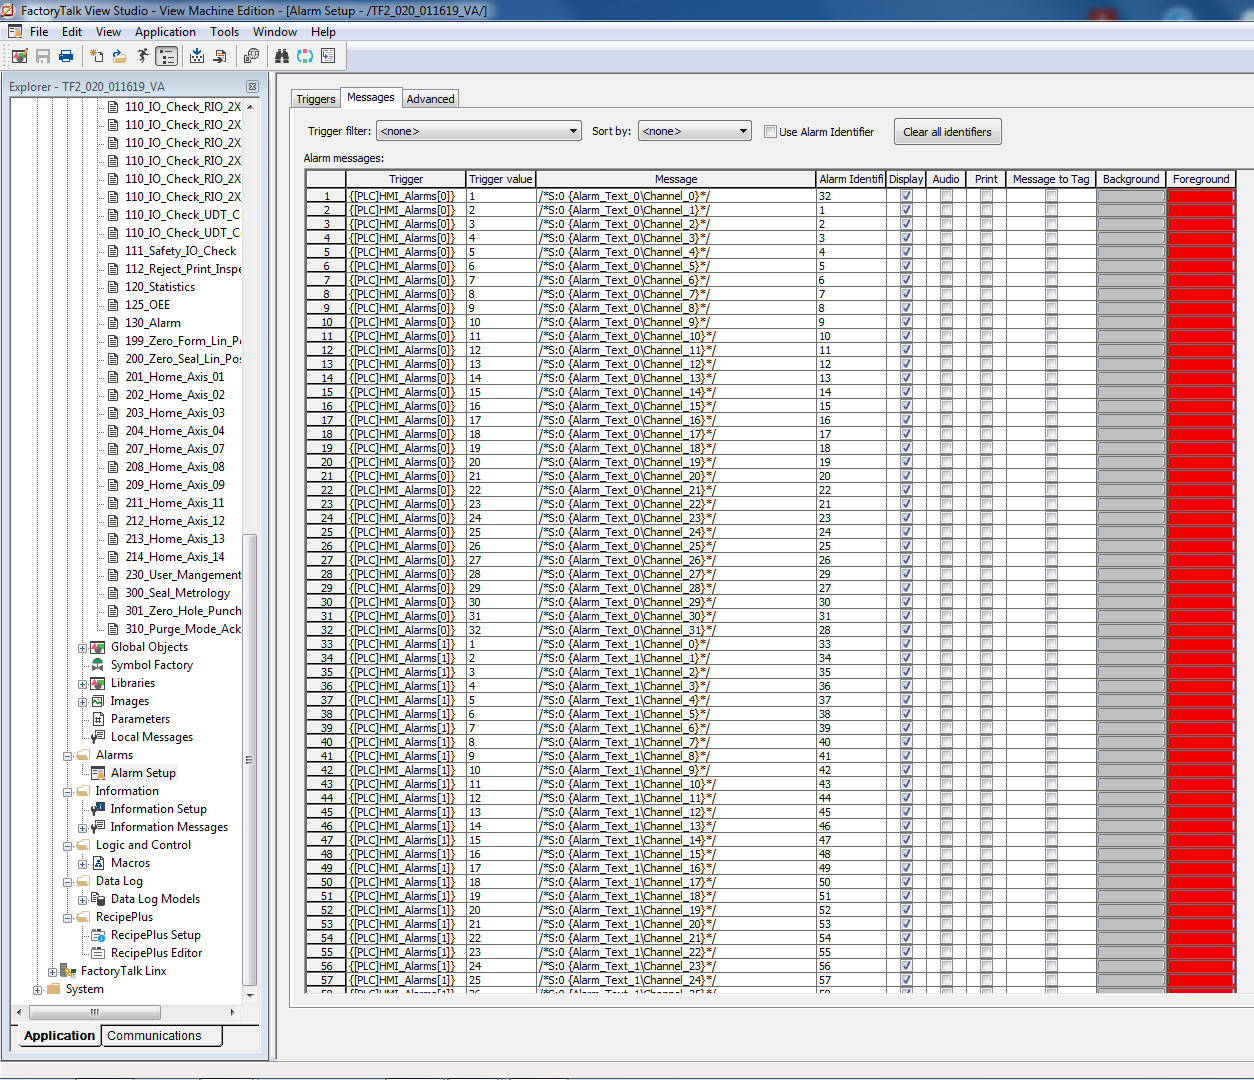 FactoryTalk View Studio - View Machine Edition - [Alarm Setup - /TF2_020_011619_VA/]
File Edit View Application Tools Window Help
Explorer - TF2_020_011619_VA
110_IO_Check_RIO_2X
110_IO_Check_RIO_2X
110_IO_Check_RIO_2X
110_IO_Check_RIO_2X
110_IO_Check_RIO_2X
110_IO_Check_RIO_2X
110_IO_Check_UDT_C
110_IO_Check_UDT_C
111_Safety_IO_Check
112_Reject_Print_Inspe
120_Statistics
125_OEE
130_Alarm
199_Zero_Form_Lin_P
200_Zero_Seal_Lin_Pos
201_Home_Axis_01
202_Home_Axis_02
203_Home_Axis_03
204_Home_Axis_04
207_Home_Axis_07
208_Home_Axis_08
209_Home_Axis_09
211_Home_Axis_11
212_Home_Axis_12
213_Home_Axis_13
214_Home_Axis_14
230_User_Mangement
300_Seal_Metrology
301_Zero_Hole_Punch
310_Purge_Mode_Ack
Global Objects
Symbol Factory
Libraries
Images
Parameters
Local Messages
Alarms
Alarm Setup
Information
Information Setup
Information Messages
Logic and Control
Macros
Data Log
Data Log Models
RecipePlus
RecipePlus Setup
RecipePlus Editor
FactoryTalk Linx
System
Application Communications
Triggers Messages Advanced
Trigger filter: <none> Sort by: <none> Use Alarm Identifier Clear all identifiers
Alarm messages:
Trigger Trigger value Message Alarm Identifi Display Audio Print Message to Tag Background Foreground
1 {[PLC]HMI_Alarms[0]} 1 /*S:0 {Alarm_Text_0\Channel_0}*/ 32
2 {[PLC]HMI_Alarms[0]} 2 /*S:0 {Alarm_Text_0\Channel_1}*/ 1
3 {[PLC]HMI_Alarms[0]} 3 /*S:0 {Alarm_Text_0\Channel_2}*/ 2
4 {[PLC]HMI_Alarms[0]} 4 /*S:0 {Alarm_Text_0\Channel_3}*/ 3
5 {[PLC]HMI_Alarms[0]} 5 /*S:0 {Alarm_Text_0\Channel_4}*/ 4
6 {[PLC]HMI_Alarms[0]} 6 /*S:0 {Alarm_Text_0\Channel_5}*/ 5
7 {[PLC]HMI_Alarms[0]} 7 /*S:0 {Alarm_Text_0\Channel_6}*/ 6
8 {[PLC]HMI_Alarms[0]} 8 /*S:0 {Alarm_Text_0\Channel_7}*/ 7
9 {[PLC]HMI_Alarms[0]} 9 /*S:0 {Alarm_Text_0\Channel_8}*/ 8
10 {[PLC]HMI_Alarms[0]} 10 /*S:0 {Alarm_Text_0\Channel_9}*/ 9
11 {[PLC]HMI_Alarms[0]} 11 /*S:0 {Alarm_Text_0\Channel_10}*/ 10
12 {[PLC]HMI_Alarms[0]} 12 /*S:0 {Alarm_Text_0\Channel_11}*/ 11
13 {[PLC]HMI_Alarms[0]} 13 /*S:0 {Alarm_Text_0\Channel_12}*/ 12
14 {[PLC]HMI_Alarms[0]} 14 /*S:0 {Alarm_Text_0\Channel_13}*/ 13
15 {[PLC]HMI_Alarms[0]} 15 /*S:0 {Alarm_Text_0\Channel_14}*/ 14
16 {[PLC]HMI_Alarms[0]} 16 /*S:0 {Alarm_Text_0\Channel_15}*/ 15
17 {[PLC]HMI_Alarms[0]} 17 /*S:0 {Alarm_Text_0\Channel_16}*/ 16
18 {[PLC]HMI_Alarms[0]} 18 /*S:0 {Alarm_Text_0\Channel_17}*/ 17
19 {[PLC]HMI_Alarms[0]} 19 /*S:0 {Alarm_Text_0\Channel_18}*/ 18
20 {[PLC]HMI_Alarms[0]} 20 /*S:0 {Alarm_Text_0\Channel_19}*/ 19
21 {[PLC]HMI_Alarms[0]} 21 /*S:0 {Alarm_Text_0\Channel_20}*/ 20
22 {[PLC]HMI_Alarms[0]} 22 /*S:0 {Alarm_Text_0\Channel_21}*/ 22
23 {[PLC]HMI_Alarms[0]} 23 /*S:0 {Alarm_Text_0\Channel_22}*/ 21
24 {[PLC]HMI_Alarms[0]} 24 /*S:0 {Alarm_Text_0\Channel_23}*/ 23
25 {[PLC]HMI_Alarms[0]} 25 /*S:0 {Alarm_Text_0\Channel_24}*/ 24
26 {[PLC]HMI_Alarms[0]} 26 /*S:0 {Alarm_Text_0\Channel_25}*/ 25
27 {[PLC]HMI_Alarms[0]} 27 /*S:0 {Alarm_Text_0\Channel_26}*/ 26
28 {[PLC]HMI_Alarms[0]} 28 /*S:0 {Alarm_Text_0\Channel_27}*/ 29
29 {[PLC]HMI_Alarms[0]} 29 /*S:0 {Alarm_Text_0\Channel_28}*/ 27
30 {[PLC]HMI_Alarms[0]} 30 /*S:0 {Alarm_Text_0\Channel_29}*/ 30
31 {[PLC]HMI_Alarms[0]} 31 /*S:0 {Alarm_Text_0\Channel_30}*/ 31
32 {[PLC]HMI_Alarms[0]} 32 /*S:0 {Alarm_Text_0\Channel_31}*/ 28
33 {[PLC]HMI_Alarms[1]} 1 /*S:0 {Alarm_Text_1\Channel_0}*/ 33
34 {[PLC]HMI_Alarms[1]} 2 /*S:0 {Alarm_Text_1\Channel_1}*/ 34
35 {[PLC]HMI_Alarms[1]} 3 /*S:0 {Alarm_Text_1\Channel_2}*/ 35
36 {[PLC]HMI_Alarms[1]} 4 /*S:0 {Alarm_Text_1\Channel_3}*/ 36
37 {[PLC]HMI_Alarms[1]} 5 /*S:0 {Alarm_Text_1\Channel_4}*/ 37
38 {[PLC]HMI_Alarms[1]} 6 /*S:0 {Alarm_Text_1\Channel_5}*/ 38
39 {[PLC]HMI_Alarms[1]} 7 /*S:0 {Alarm_Text_1\Channel_6}*/ 39
40 {[PLC]HMI_Alarms[1]} 8 /*S:0 {Alarm_Text_1\Channel_7}*/ 40
41 {[PLC]HMI_Alarms[1]} 9 /*S:0 {Alarm_Text_1\Channel_8}*/ 41
42 {[PLC]HMI_Alarms[1]} 10 /*S:0 {Alarm_Text_1\Channel_9}*/ 42
43 {[PLC]HMI_Alarms[1]} 11 /*S:0 {Alarm_Text_1\Channel_10}*/ 43
44 {[PLC]HMI_Alarms[1]} 12 /*S:0 {Alarm_Text_1\Channel_11}*/ 44
45 {[PLC]HMI_Alarms[1]} 13 /*S:0 {Alarm_Text_1\Channel_12}*/ 45
46 {[PLC]HMI_Alarms[1]} 14 /*S:0 {Alarm_Text_1\Channel_13}*/ 46
47 {[PLC]HMI_Alarms[1]} 15 /*S:0 {Alarm_Text_1\Channel_14}*/ 47
48 {[PLC]HMI_Alarms[1]} 16 /*S:0 {Alarm_Text_1\Channel_15}*/ 48
49 {[PLC]HMI_Alarms[1]} 17 /*S:0 {Alarm_Text_1\Channel_16}*/ 49
50 {[PLC]HMI_Alarms[1]} 18 /*S:0 {Alarm_Text_1\Channel_17}*/ 50
51 {[PLC]HMI_Alarms[1]} 19 /*S:0 {Alarm_Text_1\Channel_18}*/ 51
52 {[PLC]HMI_Alarms[1]} 20 /*S:0 {Alarm_Text_1\Channel_19}*/ 52
53 {[PLC]HMI_Alarms[1]} 21 /*S:0 {Alarm_Text_1\Channel_20}*/ 53
54 {[PLC]HMI_Alarms[1]} 22 /*S:0 {Alarm_Text_1\Channel_21}*/ 54
55 {[PLC]HMI_Alarms[1]} 23 /*S:0 {Alarm_Text_1\Channel_22}*/ 55
56 {[PLC]HMI_Alarms[1]} 24 /*S:0 {Alarm_Text_1\Channel_23}*/ 56
57 {[PLC]HMI_Alarms[1]} 25 /*S:0 {Alarm_Text_1\Channel_24}*/ 57